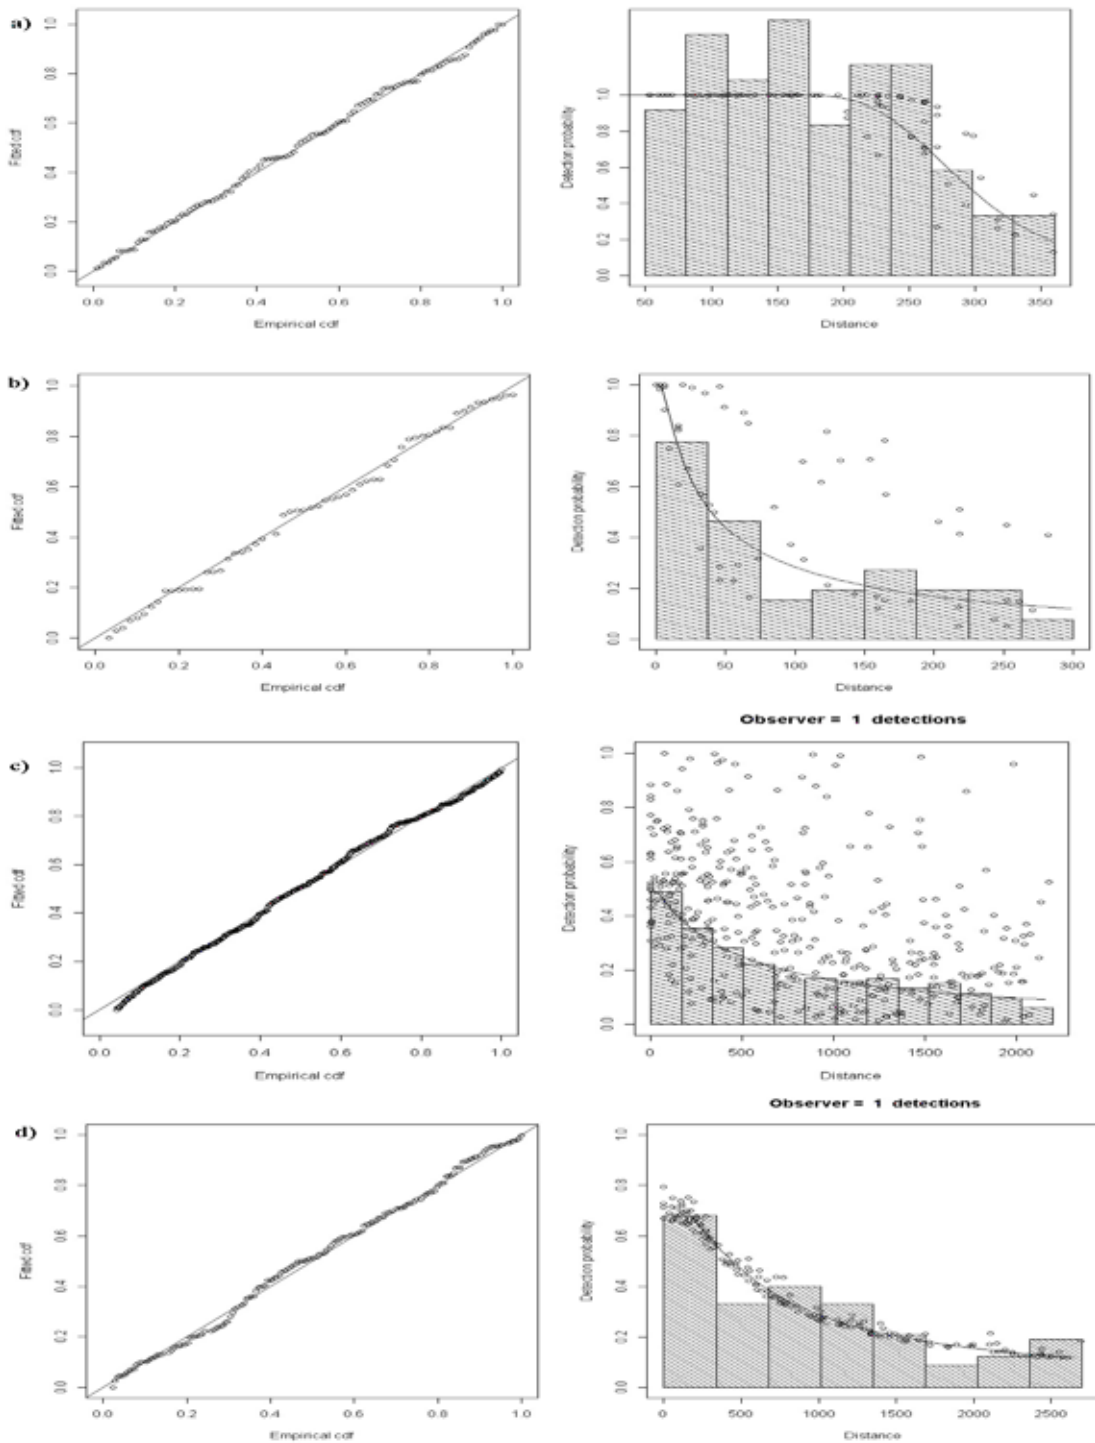 a)
1.0
0.8
0.6
0.4
0.2
0.0
Fitted cdf
0.0 0.2 0.4 0.6 0.8 1.0
Empirical cdf
1.0
0.8
0.6
0.4
0.2
0.0
Detection probability
50 100 150 200 250 300 350
Distance
b)
1.0
0.8
0.6
0.4
0.2
0.0
Fitted cdf
0.0 0.2 0.4 0.6 0.8 1.0
Empirical cdf
1.0
0.8
0.6
0.4
0.2
0.0
Detection probability
0 50 100 150 200 250 300
Distance
Observer = 1 detections
c)
1.0
0.8
0.6
0.4
0.2
0.0
Fitted cdf
0.0 0.2 0.4 0.6 0.8 1.0
Empirical cdf
1.0
0.8
0.6
0.4
0.2
0.0
Detection probability
0 500 1000 1500 2000
Distance
Observer = 1 detections
d)
1.0
0.8
0.6
0.4
0.2
0.0
Fitted cdf
0.0 0.2 0.4 0.6 0.8 1.0
Empirical cdf
1.0
0.8
0.6
0.4
0.2
0.0
Detection probability
0 500 1000 1500 2000 2500
Distance